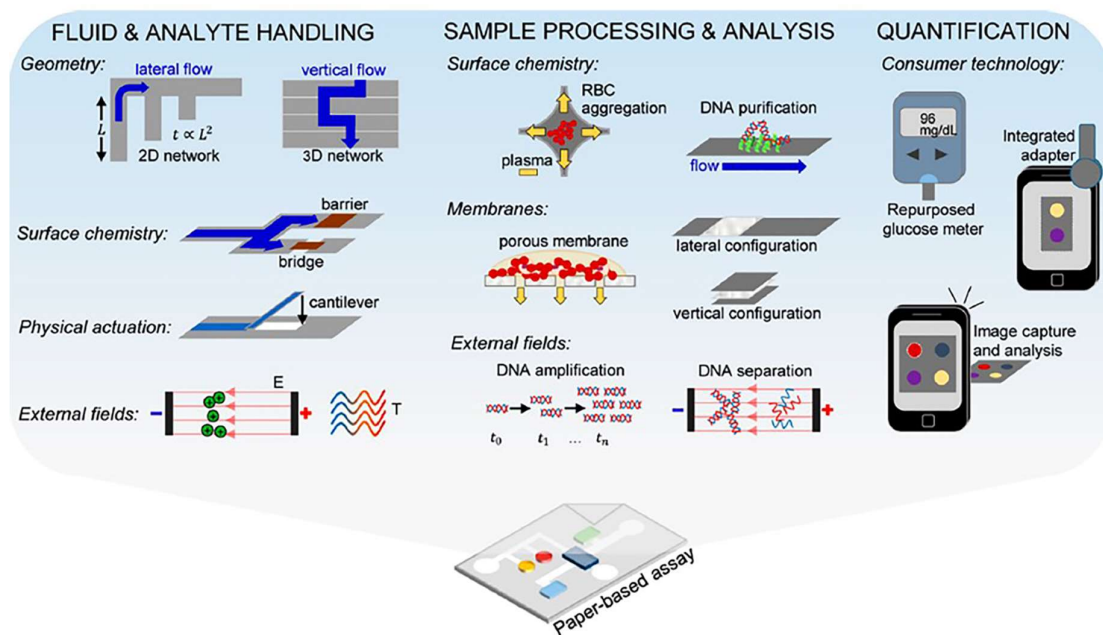 FLUID & ANALYTE HANDLING
Geometry:
lateral flow
L
t ∝ L²
2D network
vertical flow
3D network
Surface chemistry:
barrier
bridge
Physical actuation:
cantilever
External fields:
E
-
+
T
SAMPLE PROCESSING & ANALYSIS
Surface chemistry:
RBC
aggregation
plasma
DNA purification
flow
Membranes:
porous membrane
lateral configuration
vertical configuration
External fields:
DNA amplification
t₀ t₁ ... tₙ
DNA separation
-
+
QUANTIFICATION
Consumer technology:
96
mg/dL
Repurposed
glucose meter
Integrated
adapter
Image capture
and analysis
Paper-based assay